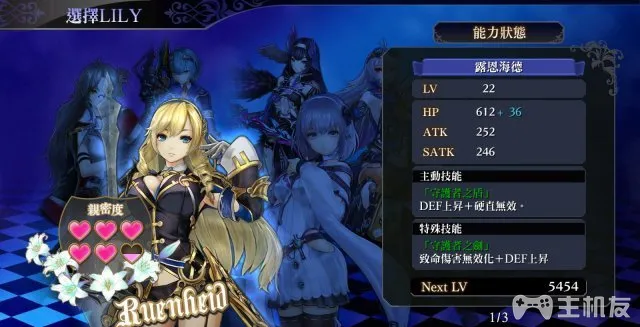 選擇LILY
能力狀態
露恩海德
LV 22
HP 612 + 36
ATK 252
SATK 246
主動技能
「守護者之盾」
DEF上昇＋硬直無效。
特殊技能
「守護者之劍」
致命傷害無效化＋DEF上昇
Next LV 5454
1/3
親密度
Ruenheid
主机友